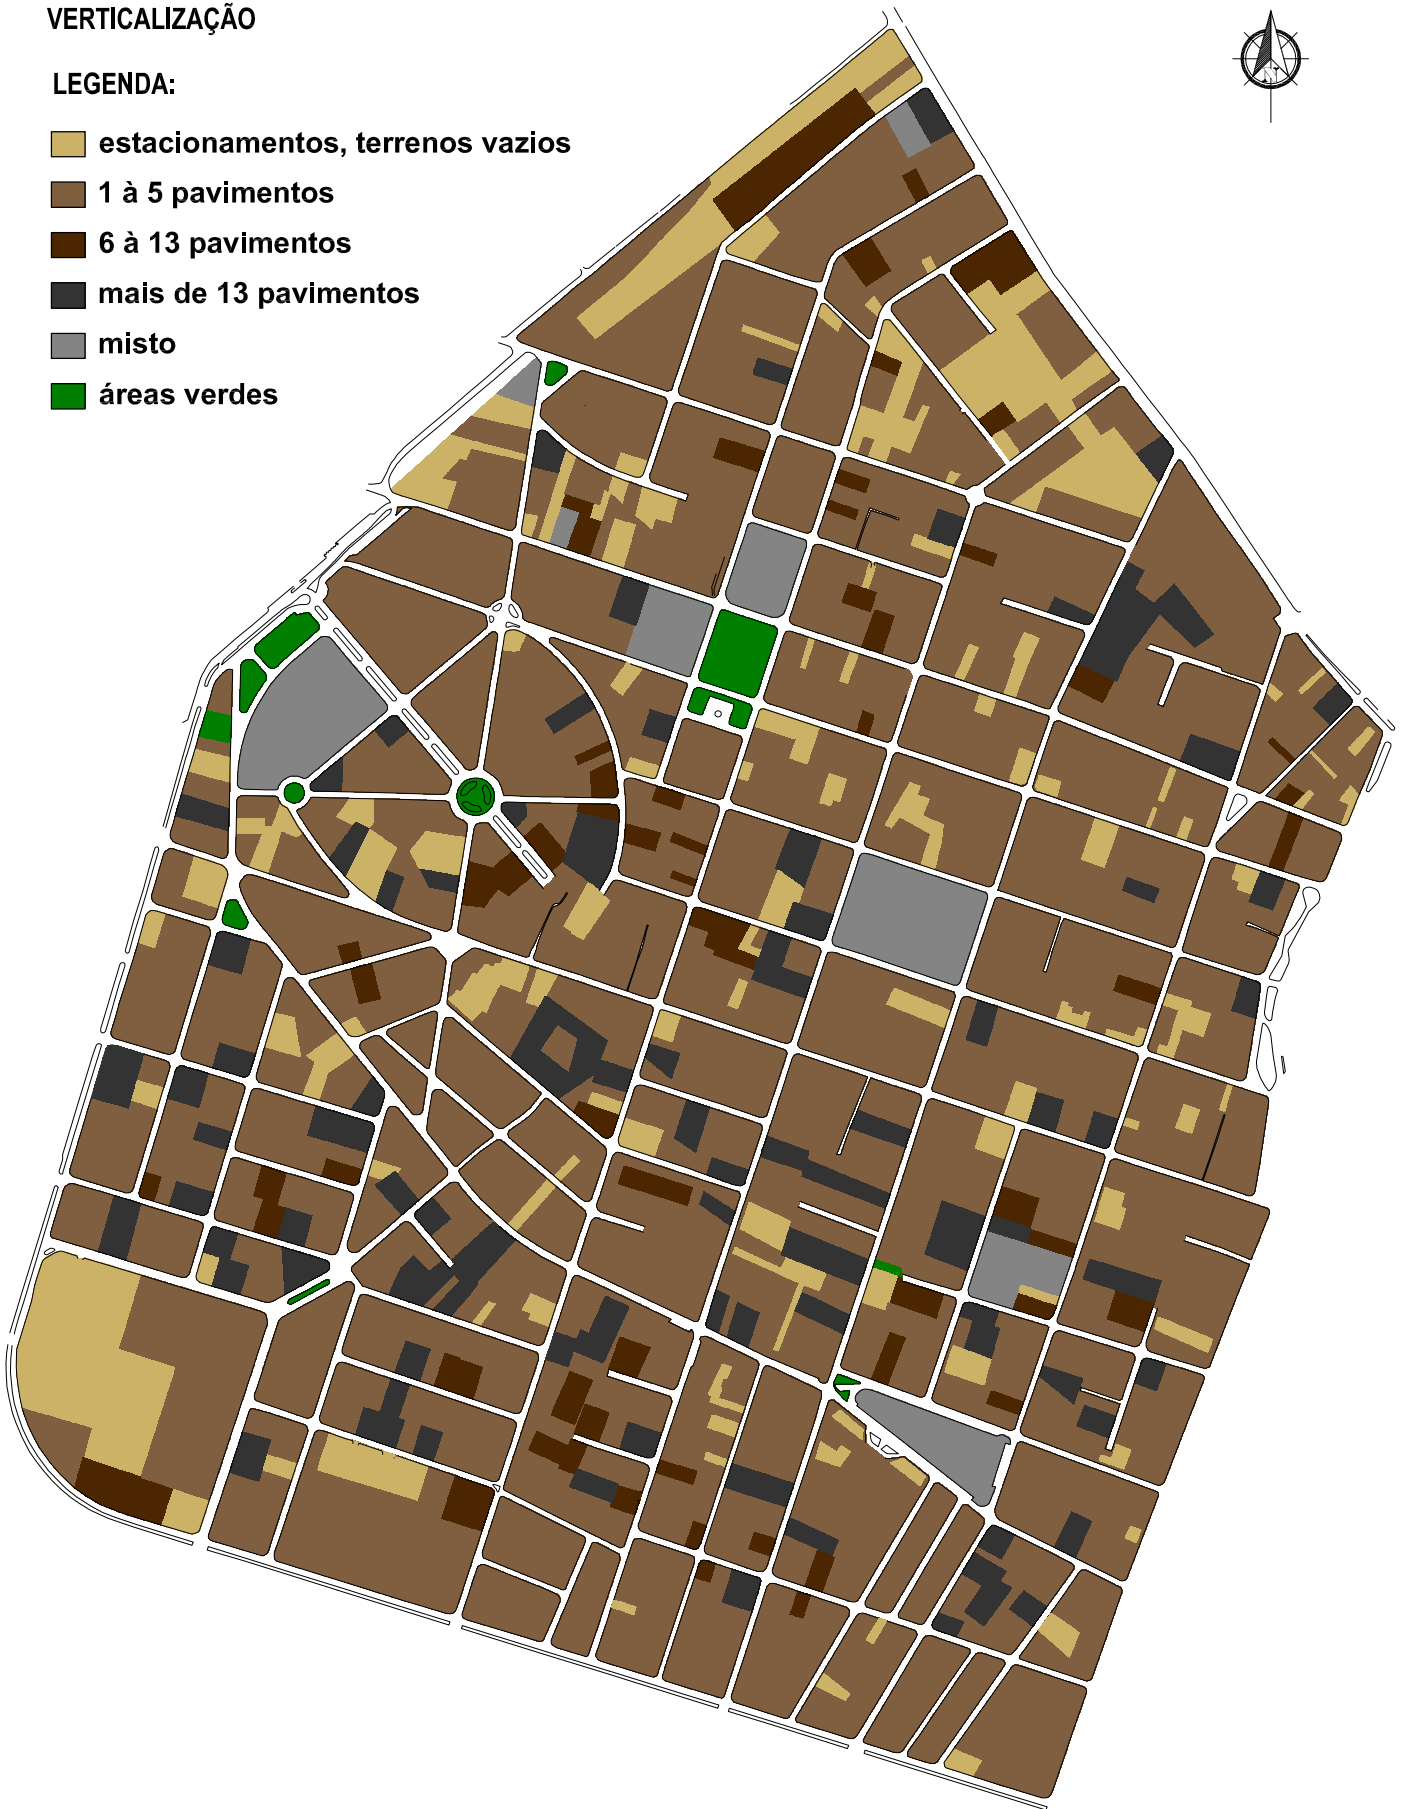 VERTICALIZAÇÃO
LEGENDA:
estacionamentos, terrenos vazios
1 à 5 pavimentos
6 à 13 pavimentos
mais de 13 pavimentos
misto
áreas verdes
N